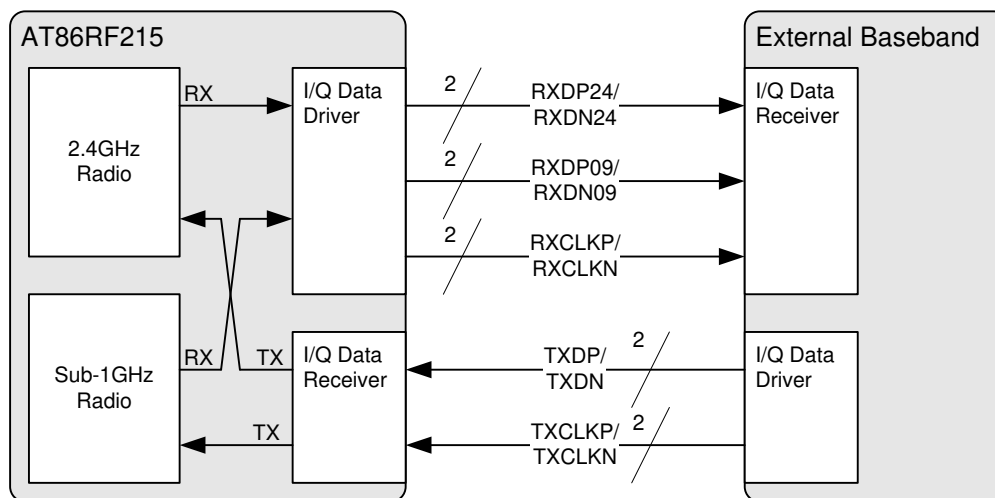 AT86RF215
External Baseband
2.4GHz
Radio
RX
I/Q Data
Driver
2
RXDP24/
RXDN24
2
RXDP09/
RXDN09
2
RXCLKP/
RXCLKN
I/Q Data
Receiver
Sub-1GHz
Radio
RX
TX
TX
I/Q Data
Receiver
TXDP/
TXDN
2
TXCLKP/
TXCLKN
2
I/Q Data
Driver